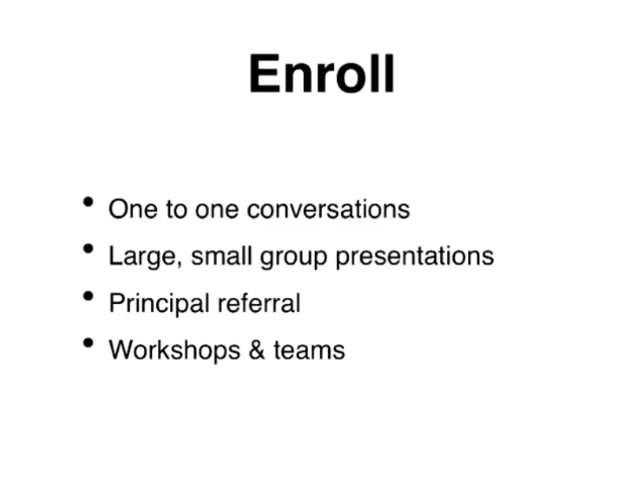 Enroll
• One to one conversations
• Large, small group presentations
• Principal referral
• Workshops & teams